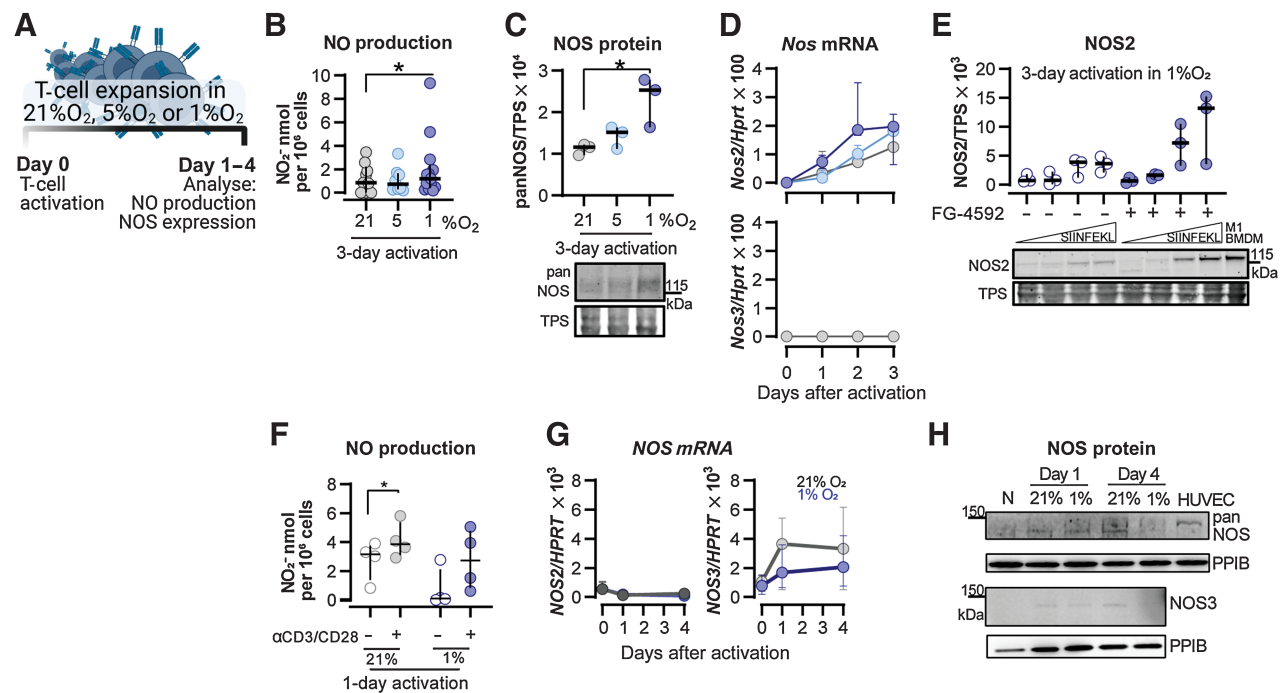 A
T-cell expansion in
21%O₂, 5%O₂ or 1%O₂
Day 0
T-cell
activation
Day 1–4
Analyse:
NO production
NOS expression
B
NO production
NO₂⁻ nmol
per 10⁶ cells
10
8
6
4
2
0
*
21 5 1 %O₂
3-day activation
C
NOS protein
panNOS/TPS × 10⁴
3
2
1
0
*
21 5 1 %O₂
3-day activation
pan
NOS
115
kDa
TPS
D
Nos mRNA
Nos2/Hprt × 100
4
3
2
1
0
Nos3/Hprt × 100
4
3
2
1
0
0 1 2 3
Days after activation
E
NOS2
3-day activation in 1%O₂
NOS2/TPS × 10³
20
15
10
5
0
FG-4592 – – – – + + + +
SIINFEKL SIINFEKL M1
BMDM
NOS2
115
kDa
TPS
F
NO production
NO₂⁻ nmol
per 10⁶ cells
8
6
4
2
0
*
αCD3/CD28 – + – +
21% 1%
1-day activation
G
NOS mRNA
NOS2/HPRT × 10³
8
6
4
2
0
0 1 2 3 4
NOS3/HPRT × 10³
8
6
4
2
0
21% O₂
1% O₂
0 1 2 3 4
Days after activation
H
NOS protein
Day 1 Day 4
N 21% 1% 21% 1% HUVEC
150
pan
NOS
PPIB
150
kDa
NOS3
PPIB